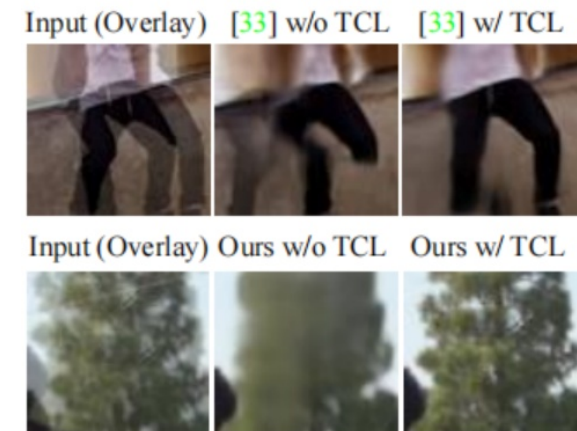 Input (Overlay) [33] w/o TCL [33] w/ TCL
Input (Overlay) Ours w/o TCL Ours w/ TCL